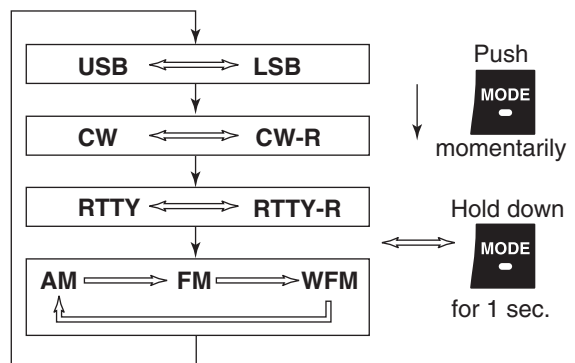 USB LSB
CW CW-R
RTTY RTTY-R
AM FM WFM
Push
MODE
momentarily
Hold down
MODE
for 1 sec.